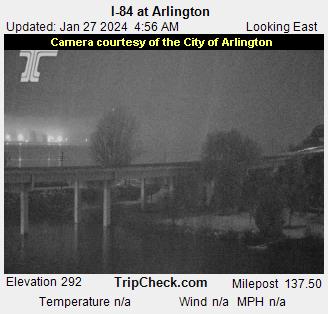 I-84 at Arlington
Updated: Jan 27 2024 4:56 AM Looking East
Camera courtesy of the City of Arlington
Elevation 292 TripCheck.com Milepost 137.50
Temperature n/a Wind n/a MPH n/a